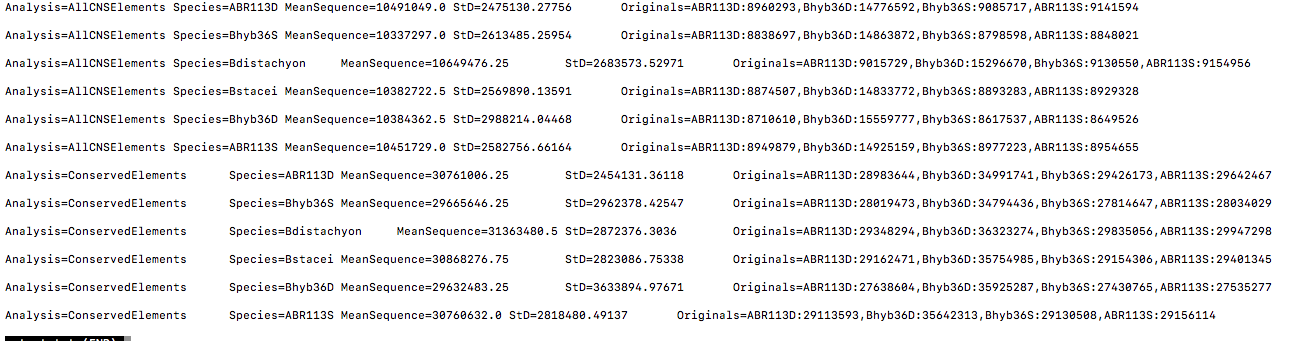 Analysis=AllCNSElements Species=ABR113D MeanSequence=10491049.0 StD=2475130.27756 Originals=ABR113D:8960293,Bhyb36D:14776592,Bhyb36S:9085717,ABR113S:9141594
Analysis=AllCNSElements Species=Bhyb36S MeanSequence=10337297.0 StD=2613485.25954 Originals=ABR113D:8838697,Bhyb36D:14863872,Bhyb36S:8798598,ABR113S:8848021
Analysis=AllCNSElements Species=Bdistachyon MeanSequence=10649476.25 StD=2683573.52971 Originals=ABR113D:9015729,Bhyb36D:15296670,Bhyb36S:9130550,ABR113S:9154956
Analysis=AllCNSElements Species=Bstacei MeanSequence=10382722.5 StD=2569890.13591 Originals=ABR113D:8874507,Bhyb36D:14833772,Bhyb36S:8893283,ABR113S:8929328
Analysis=AllCNSElements Species=Bhyb36D MeanSequence=10384362.5 StD=2988214.04468 Originals=ABR113D:8710610,Bhyb36D:15559777,Bhyb36S:8617537,ABR113S:8649526
Analysis=AllCNSElements Species=ABR113S MeanSequence=10451729.0 StD=2582756.66164 Originals=ABR113D:8949879,Bhyb36D:14925159,Bhyb36S:8977223,ABR113S:8954655
Analysis=ConservedElements Species=ABR113D MeanSequence=30761006.25 StD=2454131.36118 Originals=ABR113D:28983644,Bhyb36D:34991741,Bhyb36S:29426173,ABR113S:29642467
Analysis=ConservedElements Species=Bhyb36S MeanSequence=29665646.25 StD=2962378.42547 Originals=ABR113D:28019473,Bhyb36D:34794436,Bhyb36S:27814647,ABR113S:28034029
Analysis=ConservedElements Species=Bdistachyon MeanSequence=31363480.5 StD=2872376.3036 Originals=ABR113D:29348294,Bhyb36D:36323274,Bhyb36S:29835056,ABR113S:29947298
Analysis=ConservedElements Species=Bstacei MeanSequence=30868276.75 StD=2823086.75338 Originals=ABR113D:29162471,Bhyb36D:35754985,Bhyb36S:29154306,ABR113S:29401345
Analysis=ConservedElements Species=Bhyb36D MeanSequence=29632483.25 StD=3633894.97671 Originals=ABR113D:27638604,Bhyb36D:35925287,Bhyb36S:27430765,ABR113S:27535277
Analysis=ConservedElements Species=ABR113S MeanSequence=30760632.0 StD=2818480.49137 Originals=ABR113D:29113593,Bhyb36D:35642313,Bhyb36S:29130508,ABR113S:29156114
(END)